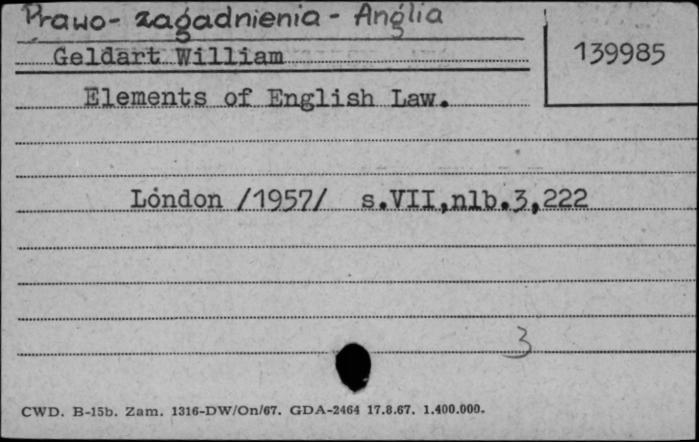 Prawo- zagadnienia - Anglia
Geldart William
139985
Elements of English Law.
London /1957/ s.VII,nlb.3,222
3
CWD. B-15b. Zam. 1316-DW/On/67. GDA-2464 17.8.67. 1.400.000.